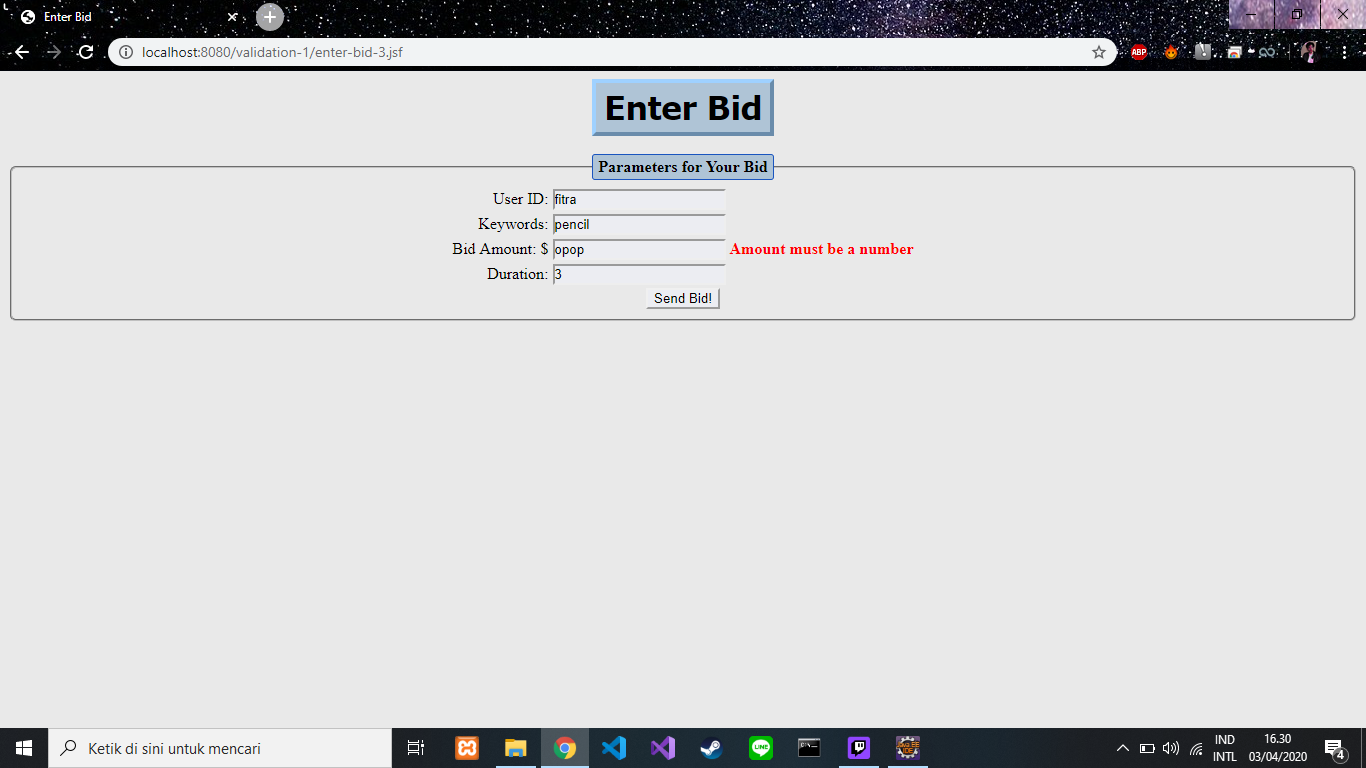 Enter Bid
localhost:8080/validation-1/enter-bid-3.jsf
ABP
Enter Bid
Parameters for Your Bid
User ID: fitra
Keywords: pencil
Bid Amount: $ opop Amount must be a number
Duration: 3
Send Bid!
Ketik di sini untuk mencari
LINE
IND
INTL
16.30
03/04/2020
4